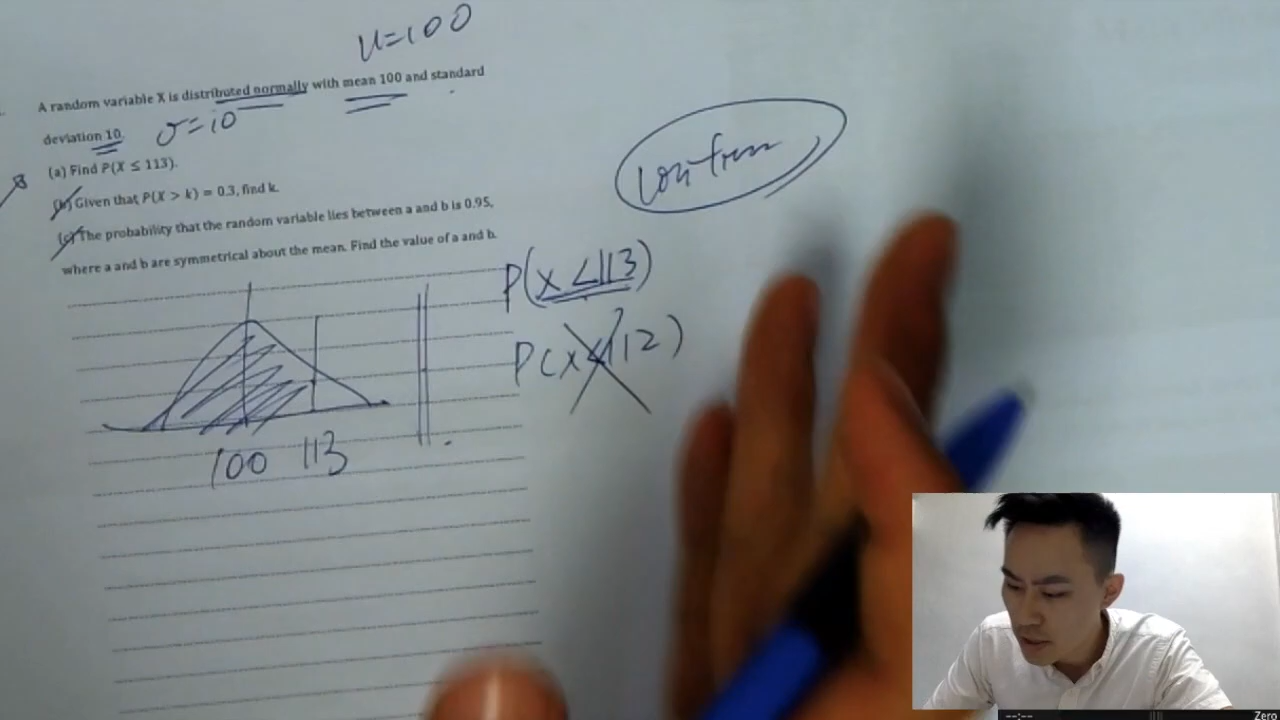 u=100
A random variable X is distributed normally with mean 100 and standard
deviation 10.
σ=10
(a) Find P(X ≤ 113).
(b) Given that P(X > k) = 0.3, find k.
(c) The probability that the random variable lies between a and b is 0.95,
where a and b are symmetrical about the mean. Find the value of a and b.
P(x<113)
P(x<112)
100 113
--:--
Zero